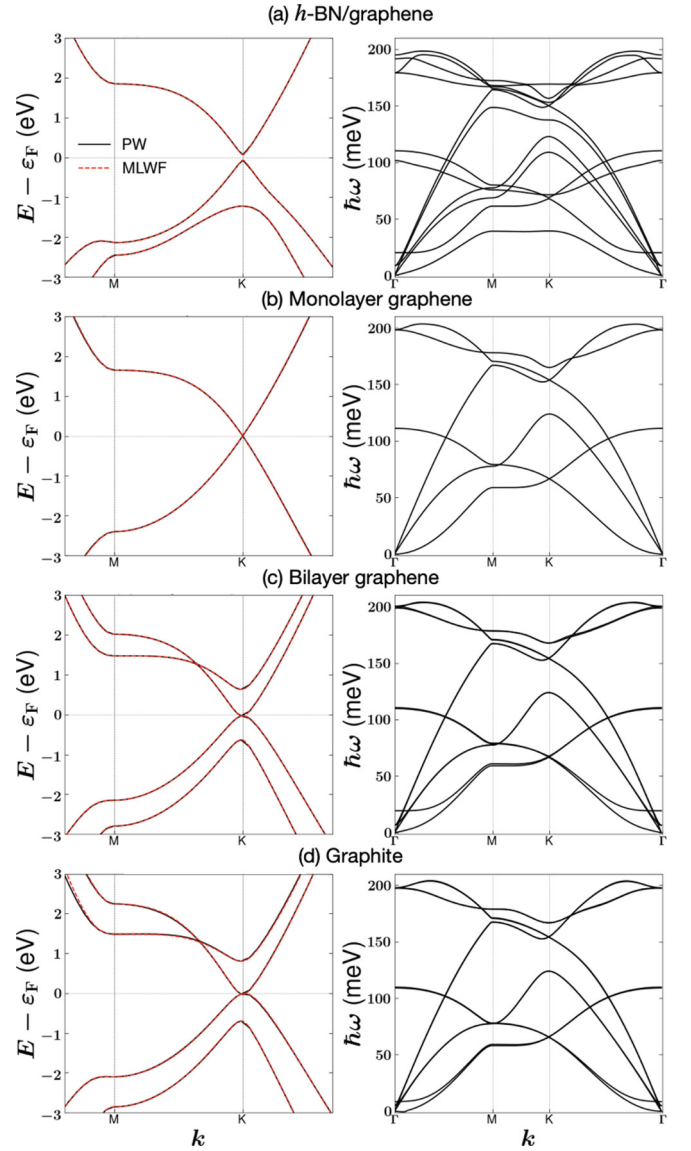 (a) h-BN/graphene
E − εF (eV)
3
2
1
0
−1
−2
−3
PW
MLWF
M
K
ħω (meV)
200
150
100
50
0
Γ
M
K
Γ
(b) Monolayer graphene
E − εF (eV)
3
2
1
0
−1
−2
−3
M
K
ħω (meV)
200
150
100
50
0
Γ
M
K
Γ
(c) Bilayer graphene
E − εF (eV)
3
2
1
0
−1
−2
−3
M
K
ħω (meV)
200
150
100
50
0
Γ
M
K
Γ
(d) Graphite
E − εF (eV)
3
2
1
0
−1
−2
−3
M
K
k
ħω (meV)
200
150
100
50
0
Γ
M
K
Γ
k